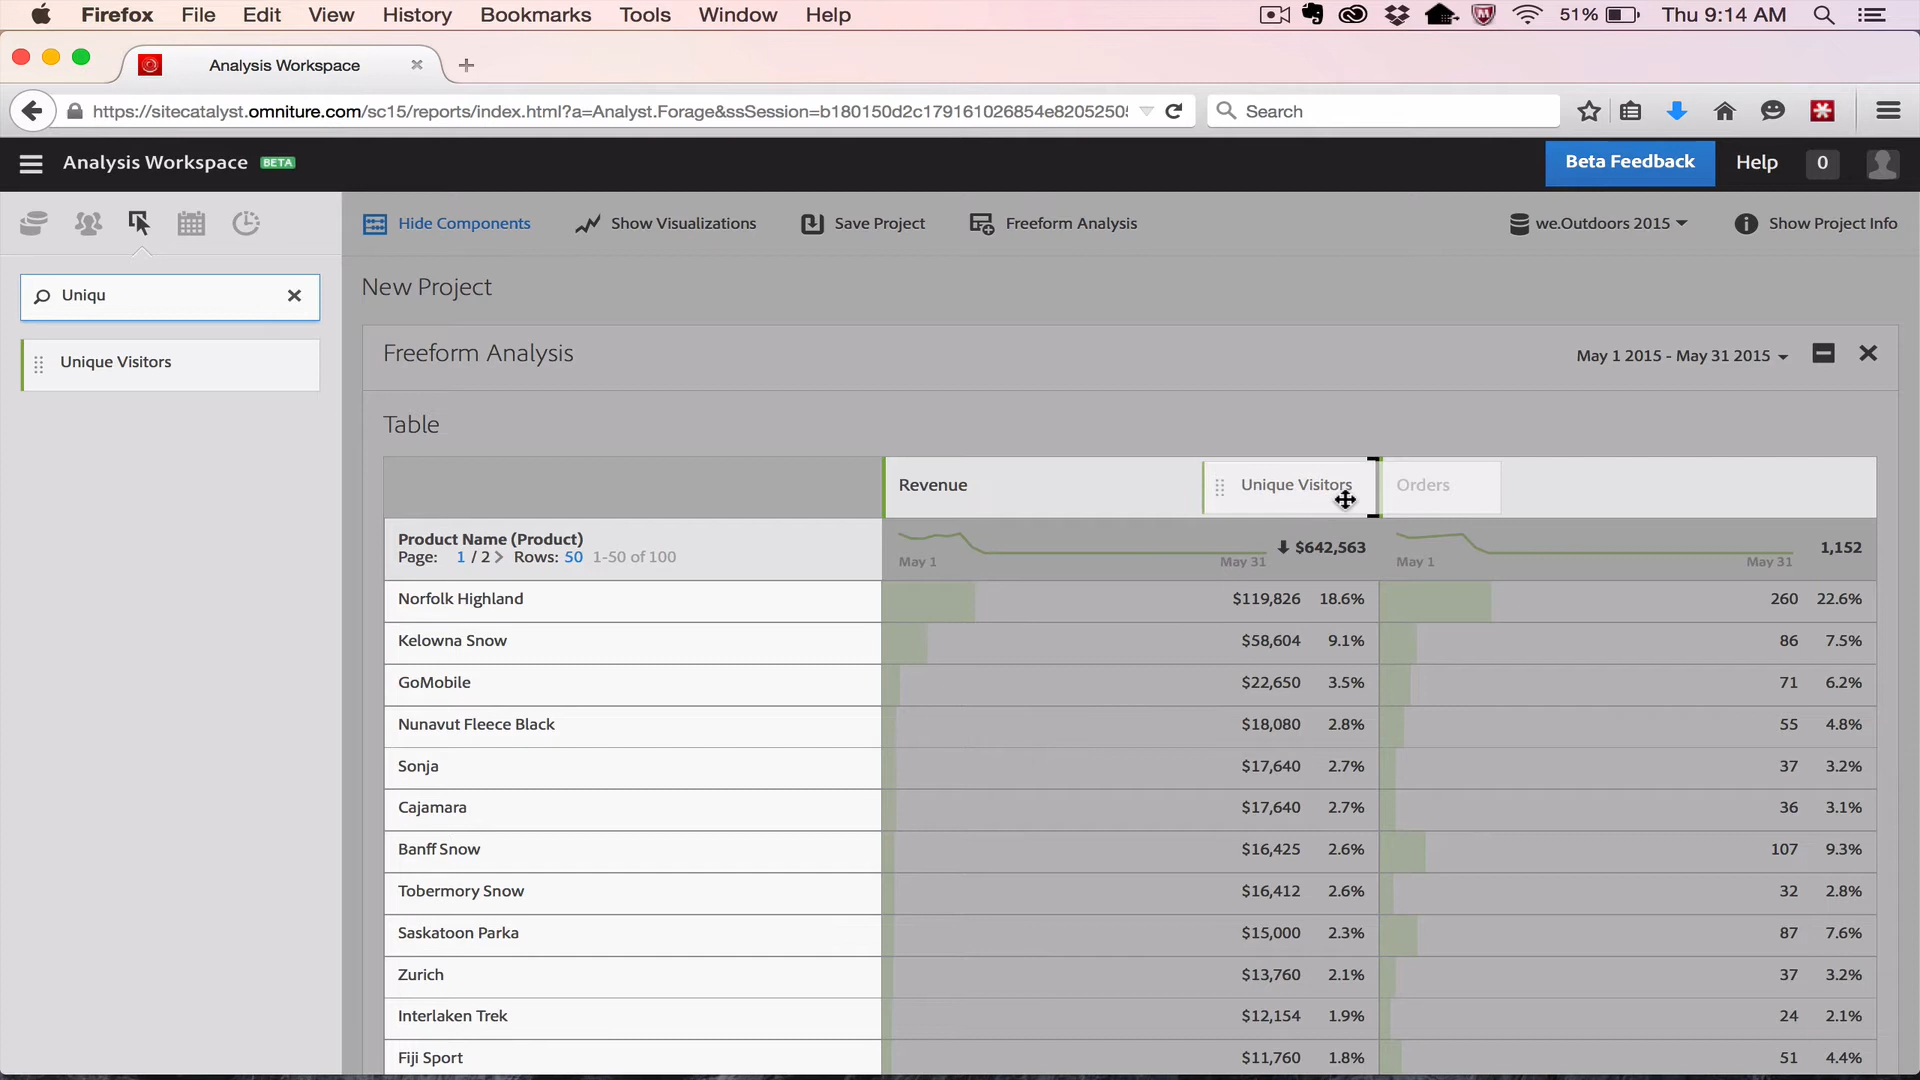 Firefox File Edit View History Bookmarks Tools Window Help 51% Thu 9:14 AM
Analysis Workspace
https://sitecatalyst.omniture.com/sc15/reports/index.html?a=Analyst.Forage&ssSession=b180150d2c179161026854e82052505 Search
Analysis Workspace BETA Beta Feedback Help 0
Hide Components Show Visualizations Save Project Freeform Analysis we.Outdoors 2015 Show Project Info
Uniqu
Unique Visitors
New Project
Freeform Analysis May 1 2015 - May 31 2015
Table
Revenue Unique Visitors Orders
Product Name (Product)
Page: 1 / 2 > Rows: 50 1-50 of 100
May 1 May 31 $642,563 May 1 May 31 1,152
Norfolk Highland $119,826 18.6% 260 22.6%
Kelowna Snow $58,604 9.1% 86 7.5%
GoMobile $22,650 3.5% 71 6.2%
Nunavut Fleece Black $18,080 2.8% 55 4.8%
Sonja $17,640 2.7% 37 3.2%
Cajamara $17,640 2.7% 36 3.1%
Banff Snow $16,425 2.6% 107 9.3%
Tobermory Snow $16,412 2.6% 32 2.8%
Saskatoon Parka $15,000 2.3% 87 7.6%
Zurich $13,760 2.1% 37 3.2%
Interlaken Trek $12,154 1.9% 24 2.1%
Fiji Sport $11,760 1.8% 51 4.4%